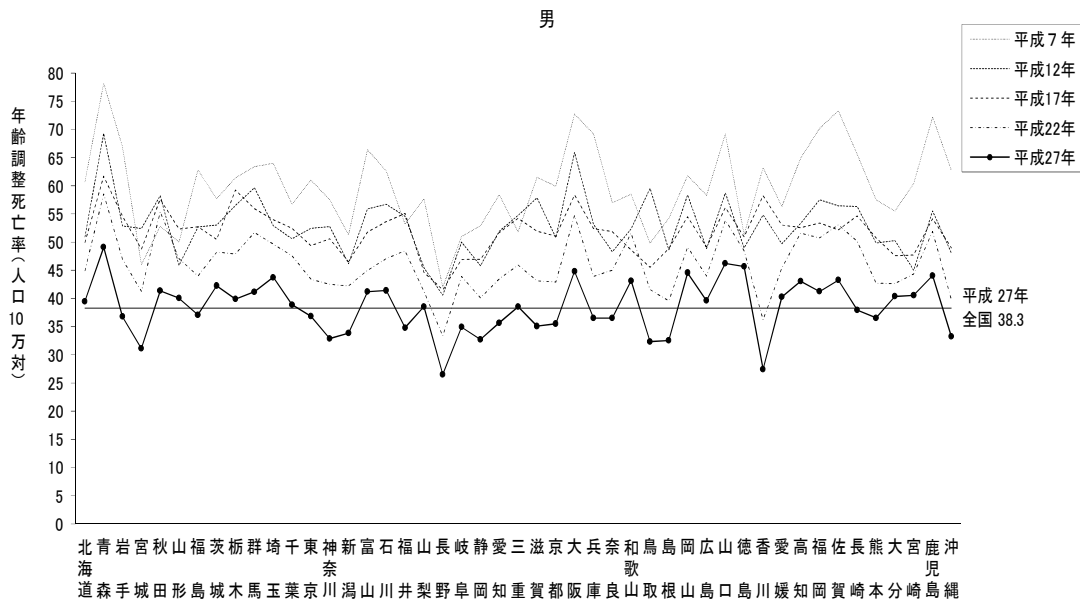 男
平成７年
平成12年
平成17年
平成22年
平成27年
年齢調整死亡率（人口10万対）
80
75
70
65
60
55
50
45
40
35
30
25
20
15
10
5
0
平成 27年
全国 38.3
北海道
青森
岩手
宮城
秋田
山形
福島
茨城
栃木
群馬
埼玉
千葉
東京
神奈川
新潟
富山
石川
福井
山梨
長野
岐阜
静岡
愛知
三重
滋賀
京都
大阪
兵庫
奈良
和歌山
鳥取
島根
岡山
広島
山口
徳島
香川
愛媛
高知
福岡
佐賀
長崎
熊本
大分
宮崎
鹿児島
沖縄